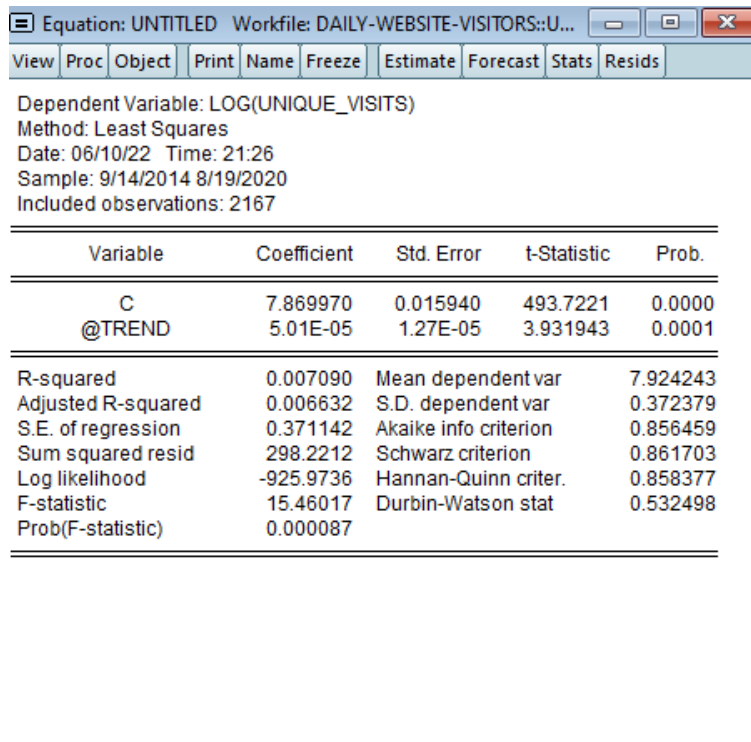 Equation: UNTITLED Workfile: DAILY-WEBSITE-VISITORS::U...
View Proc Object Print Name Freeze Estimate Forecast Stats Resids
Dependent Variable: LOG(UNIQUE_VISITS)
Method: Least Squares
Date: 06/10/22 Time: 21:26
Sample: 9/14/2014 8/19/2020
Included observations: 2167
Variable Coefficient Std. Error t-Statistic Prob.
C 7.869970 0.015940 493.7221 0.0000
@TREND 5.01E-05 1.27E-05 3.931943 0.0001
R-squared 0.007090 Mean dependent var 7.924243
Adjusted R-squared 0.006632 S.D. dependent var 0.372379
S.E. of regression 0.371142 Akaike info criterion 0.856459
Sum squared resid 298.2212 Schwarz criterion 0.861703
Log likelihood -925.9736 Hannan-Quinn criter. 0.858377
F-statistic 15.46017 Durbin-Watson stat 0.532498
Prob(F-statistic) 0.000087